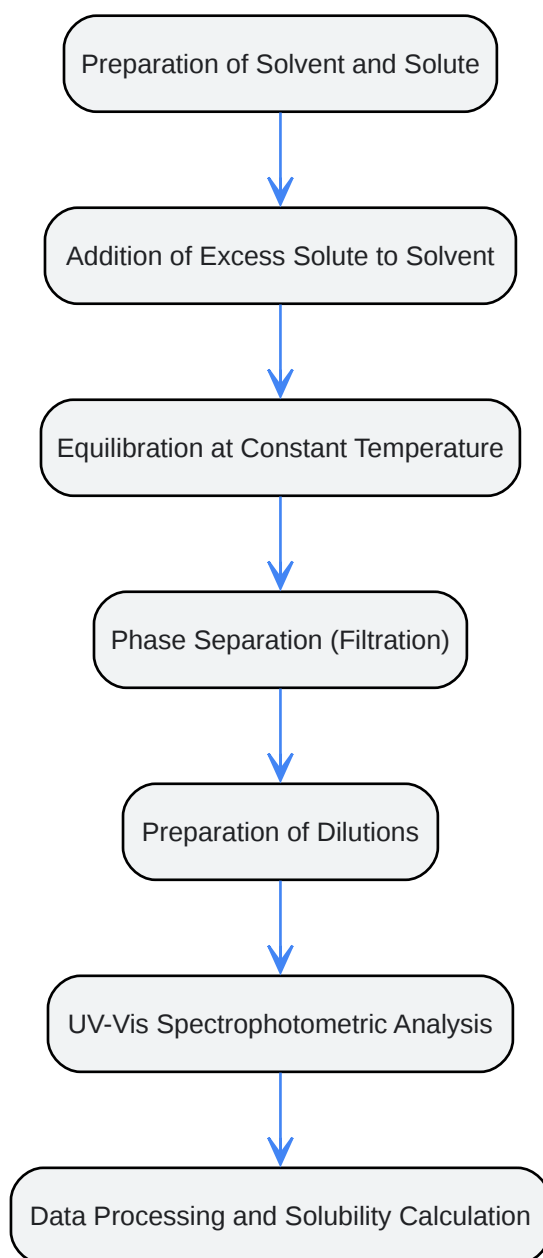 Preparation of Solvent and Solute
Addition of Excess Solute to Solvent
Equilibration at Constant Temperature
Phase Separation (Filtration)
Preparation of Dilutions
UV-Vis Spectrophotometric Analysis
Data Processing and Solubility Calculation